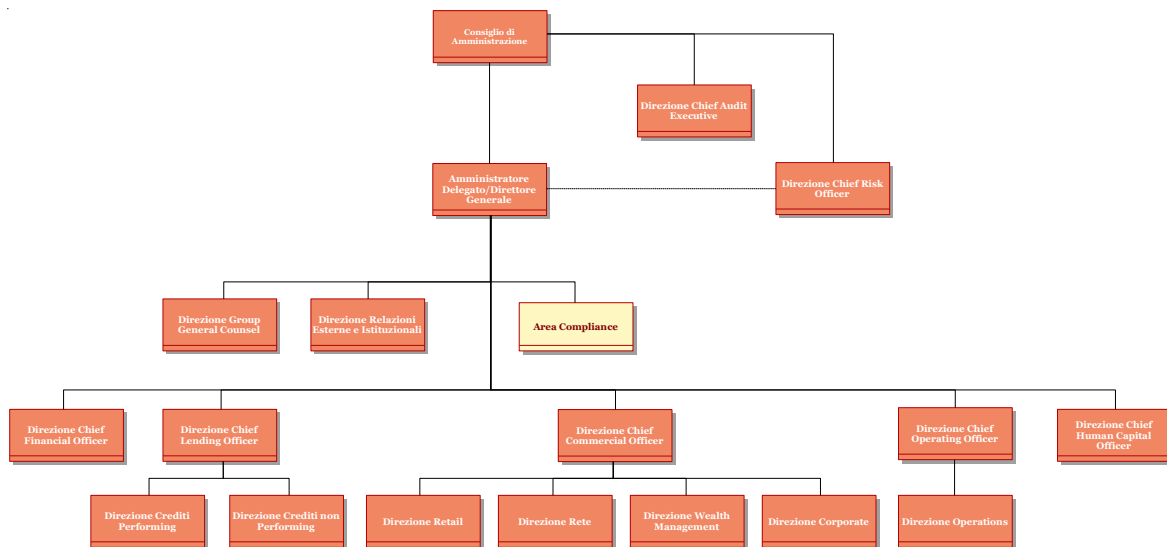 Consiglio di
Amministrazione
Direzione Chief Audit
Executive
Amministratore
Delegato/Direttore
Generale
Direzione Chief Risk
Officer
Direzione Group
General Counsel
Direzione Relazioni
Esterne e Istituzionali
Area Compliance
Direzione Chief
Financial Officer
Direzione Chief
Lending Officer
Direzione Chief
Commercial Officer
Direzione Chief
Operating Officer
Direzione Chief
Human Capital
Officer
Direzione Crediti
Performing
Direzione Crediti non
Performing
Direzione Retail
Direzione Rete
Direzione Wealth
Management
Direzione Corporate
Direzione Operations